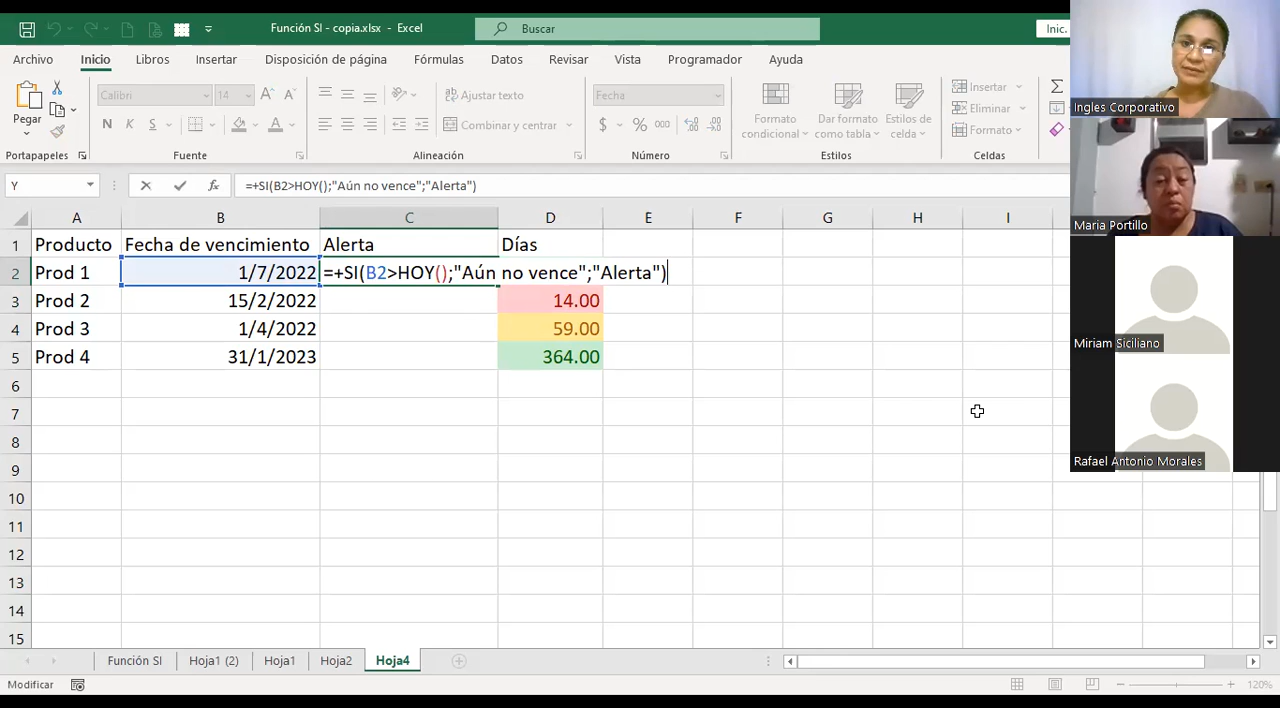 Función SI - copia.xlsx - Excel
Buscar
Inic.
Archivo Inicio Libros Insertar Disposición de página Fórmulas Datos Revisar Vista Programador Ayuda
Pegar
Calibri 14 A A
N K S A
Ajustar texto
Combinar y centrar
Fecha
$ % 000
Formato condicional
Dar formato como tabla
Estilos de celda
Insertar
Eliminar
Formato
Portapapeles Fuente Alineación Número Estilos Celdas
Y fx =+SI(B2>HOY();"Aún no vence";"Alerta")
A B C D E F G H I
1 Producto Fecha de vencimiento Alerta Días
2 Prod 1 1/7/2022 =+SI(B2>HOY();"Aún no vence";"Alerta")
3 Prod 2 15/2/2022 14.00
4 Prod 3 1/4/2022 59.00
5 Prod 4 31/1/2023 364.00
6
7
8
9
10
11
12
13
14
15
Función SI Hoja1 (2) Hoja1 Hoja2 Hoja4
Modificar 120%
Ingles Corporativo
Maria Portillo
Miriam Siciliano
Rafael Antonio Morales